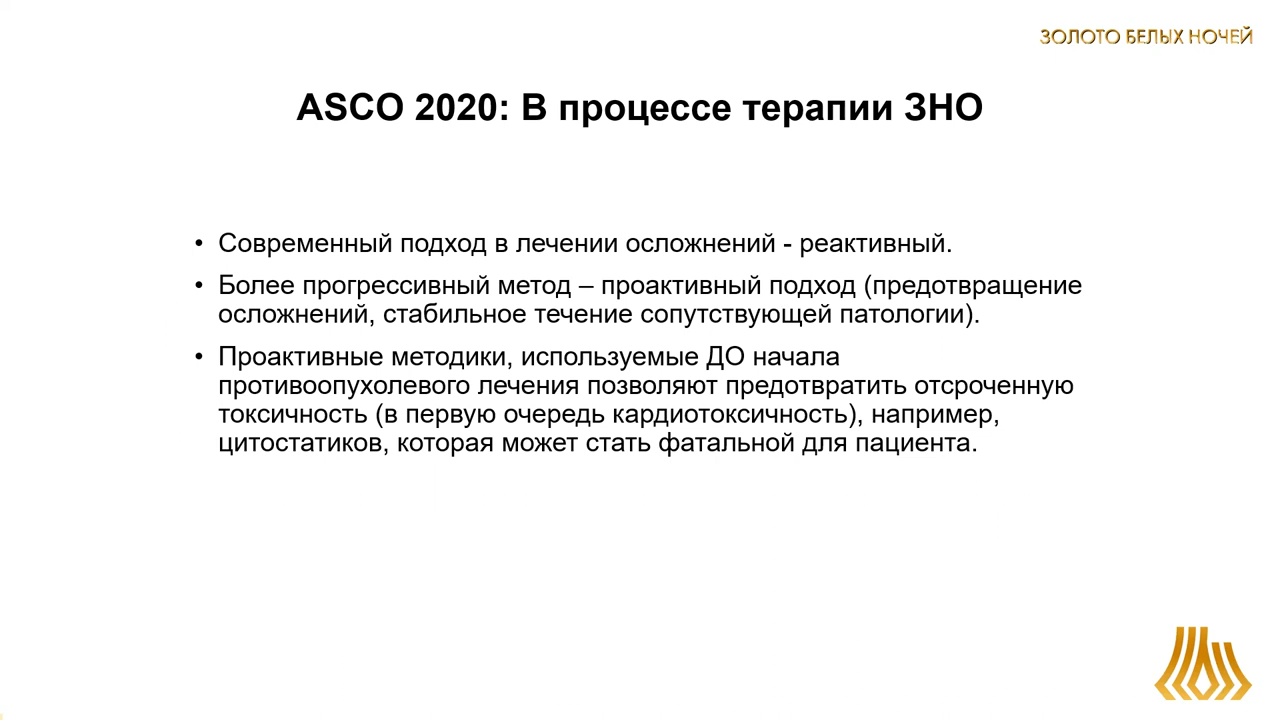 ЗОЛОТО БЕЛЫХ НОЧЕЙ
ASCO 2020: В процессе терапии ЗНО
• Современный подход в лечении осложнений - реактивный.
• Более прогрессивный метод – проактивный подход (предотвращение
осложнений, стабильное течение сопутствующей патологии).
• Проактивные методики, используемые ДО начала
противоопухолевого лечения позволяют предотвратить отсроченную
токсичность (в первую очередь кардиотоксичность), например,
цитостатиков, которая может стать фатальной для пациента.